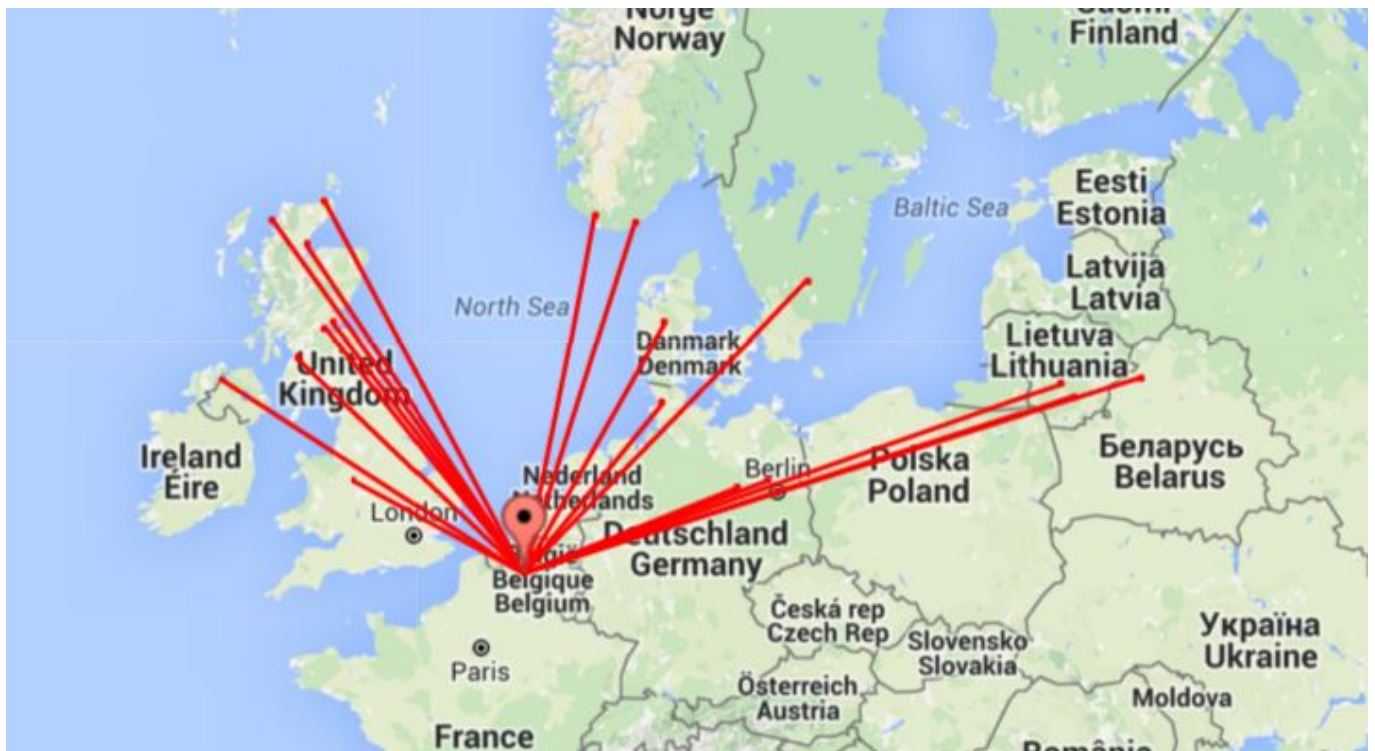 Norge
Norway
Suomi
Finland
Eesti
Estonia
Baltic Sea
Latvija
Latvia
North Sea
Danmark
Denmark
Lietuva
Lithuania
United
Kingdom
Ireland
Éire
Беларусь
Belarus
Polska
Poland
Berlin
Nederland
Netherlands
London
Deutschland
Germany
België
Belgique
Belgium
Česká rep
Czech Rep
Slovensko
Slovakia
Україна
Ukraine
Paris
Österreich
Austria
Moldova
France
România